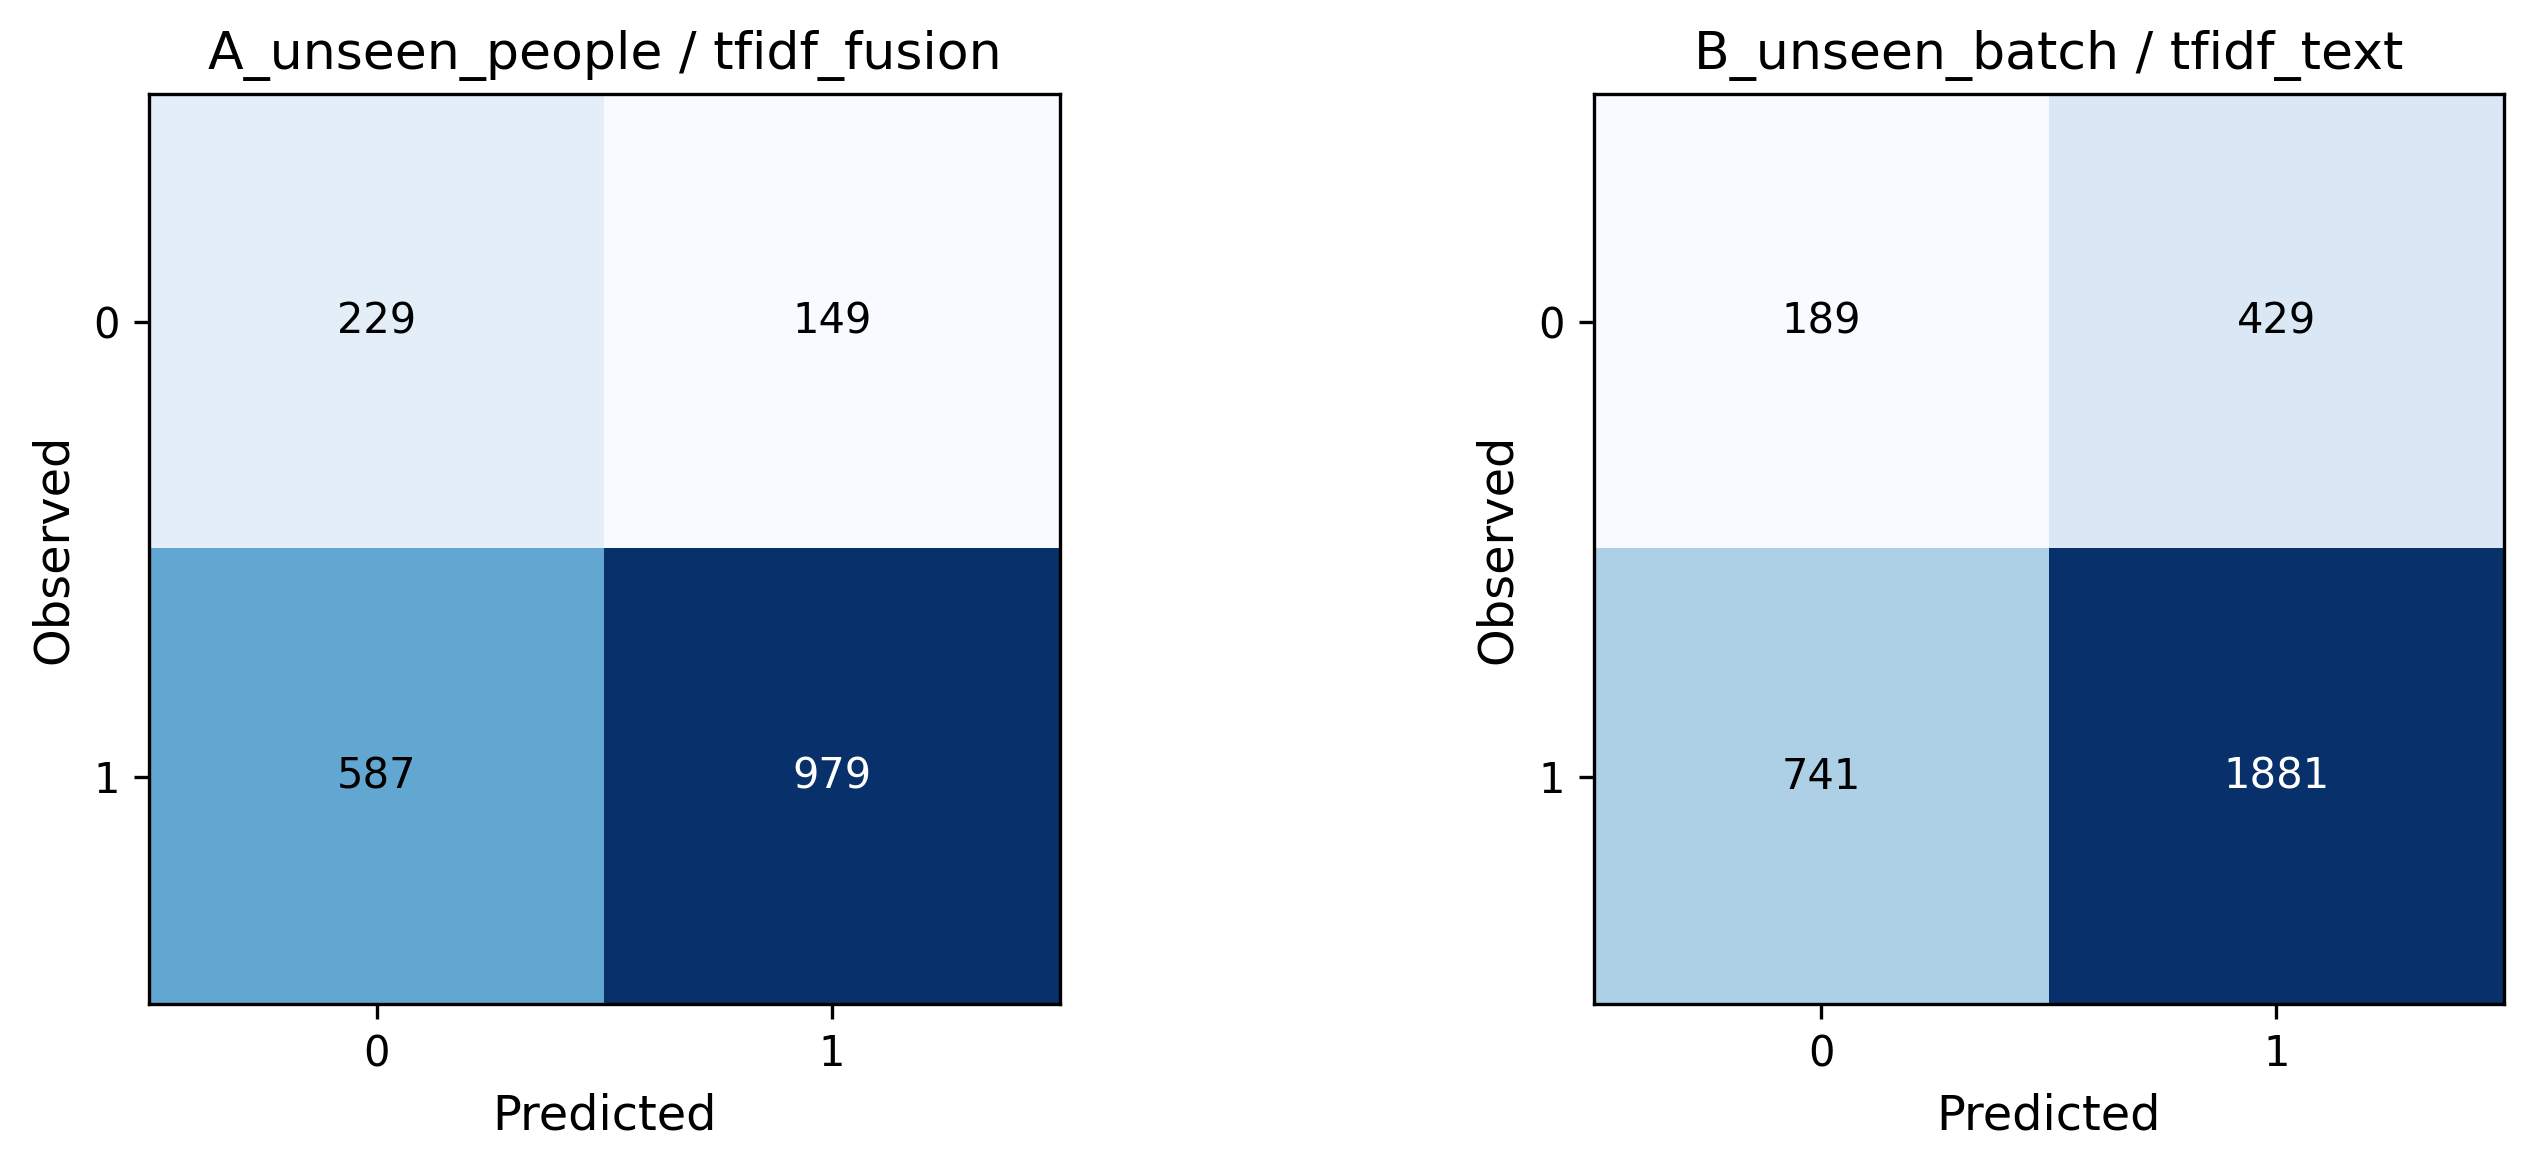 A_unseen_people / tfidf_fusion
Observed
0
229
149
1
587
979
0
1
Predicted
B_unseen_batch / tfidf_text
Observed
0
189
429
1
741
1881
0
1
Predicted